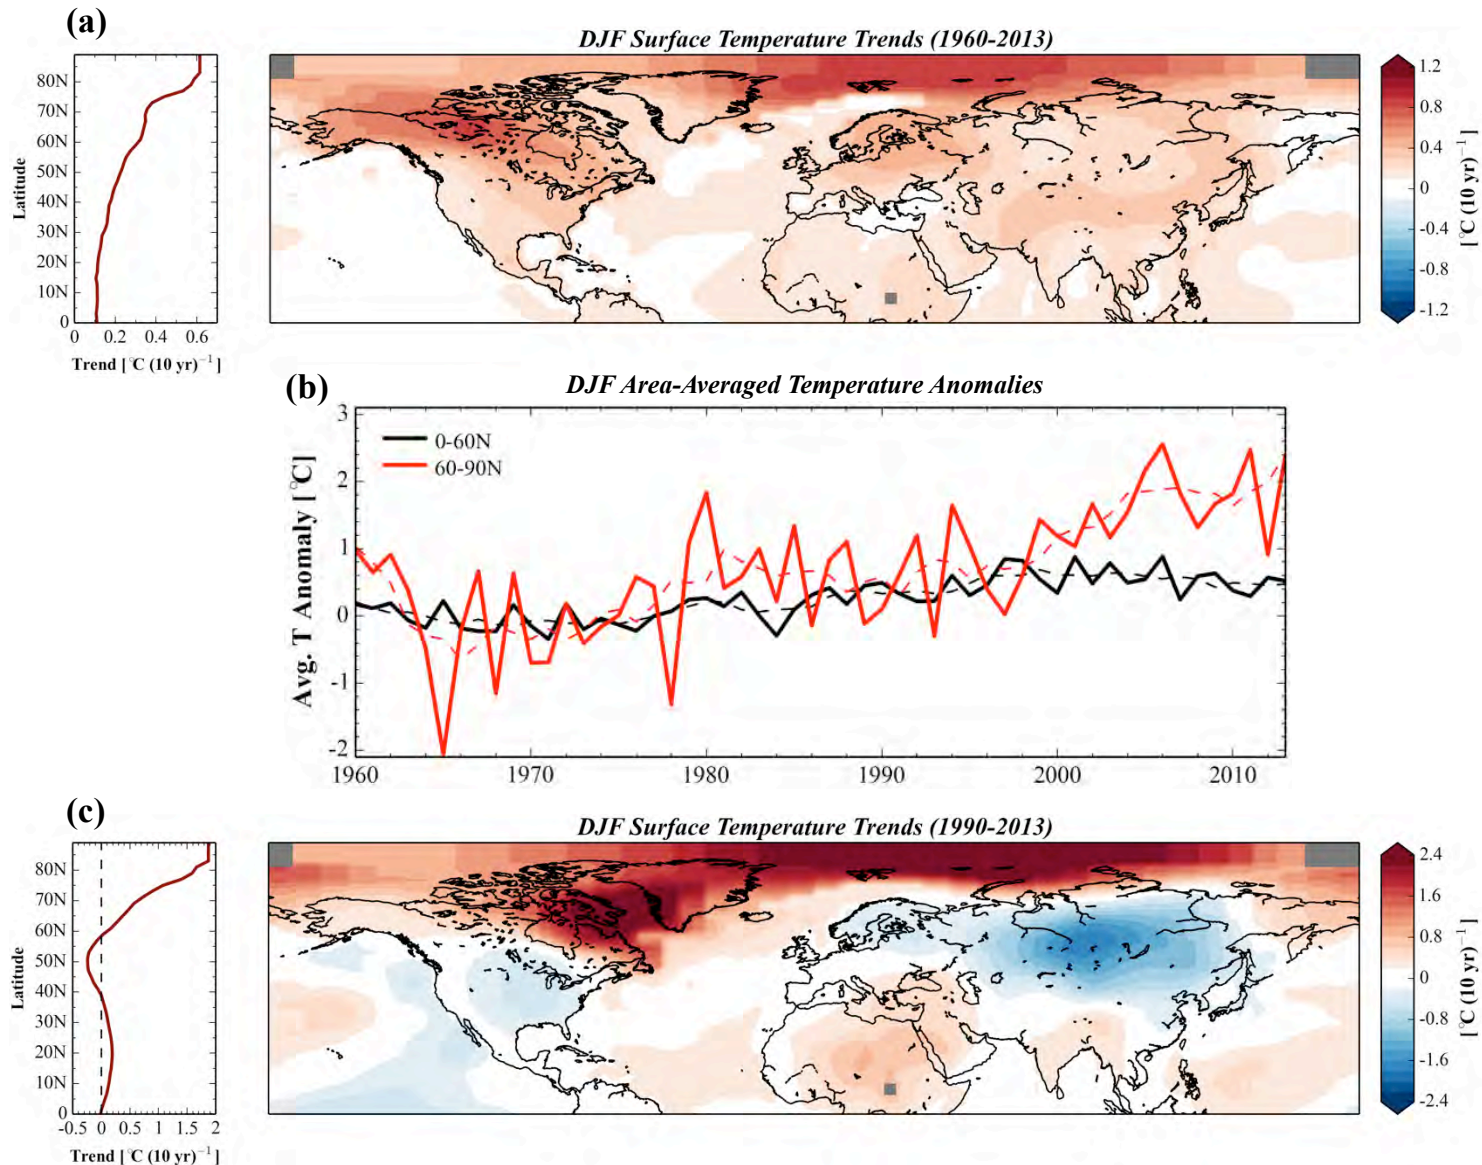 (a)
DJF Surface Temperature Trends (1960-2013)
80N
70N
60N
50N
40N
30N
20N
10N
0
Latitude
0 0.2 0.4 0.6
Trend [°C (10 yr)⁻¹]
1.2
0.8
0.4
0
-0.4
-0.8
-1.2
[°C (10 yr)⁻¹]
(b)
DJF Area-Averaged Temperature Anomalies
3
2
1
0
-1
-2
Avg. T Anomaly [°C]
0-60N
60-90N
1960 1970 1980 1990 2000 2010
(c)
DJF Surface Temperature Trends (1990-2013)
80N
70N
60N
50N
40N
30N
20N
10N
0
Latitude
-0.5 0 0.5 1 1.5 2
Trend [°C (10 yr)⁻¹]
2.4
1.6
0.8
0
-0.8
-1.6
-2.4
[°C (10 yr)⁻¹]